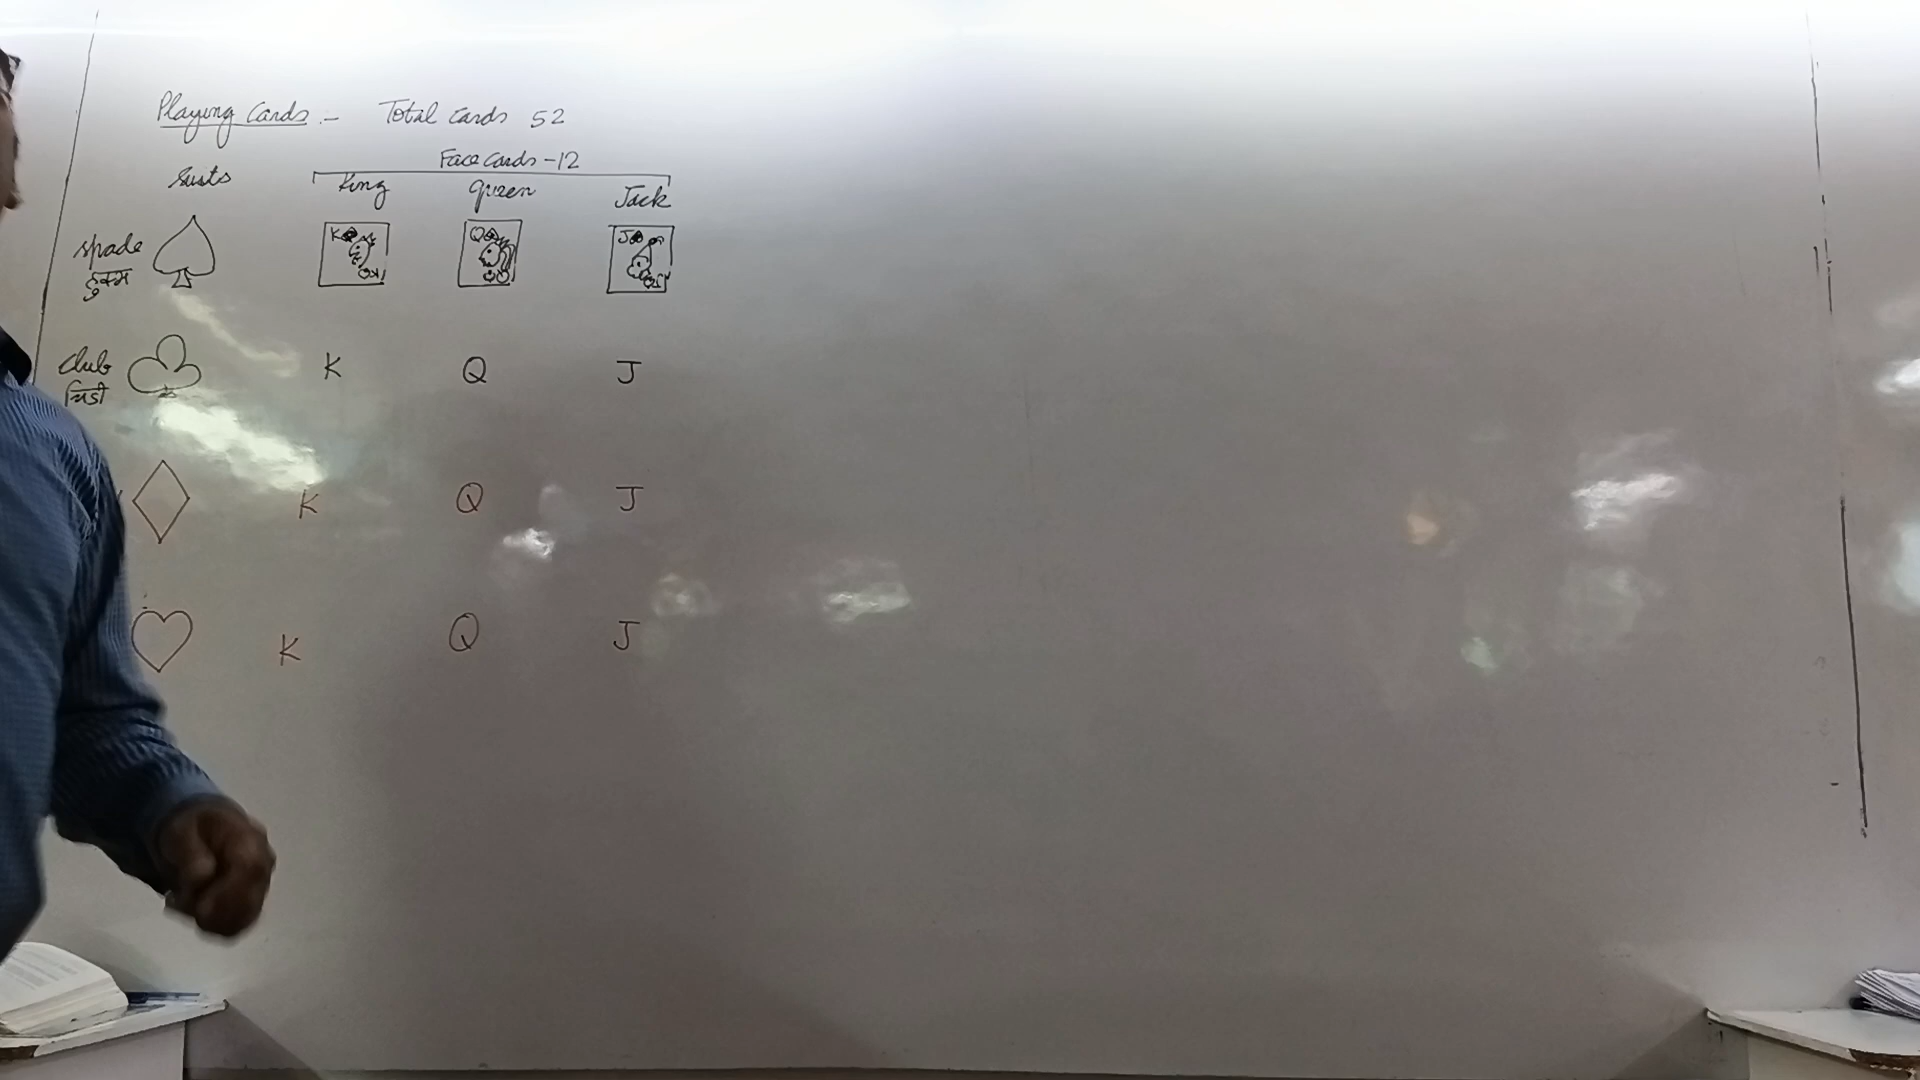 Playing Cards :- Total cards 52
Face cards - 12
Suits King Queen Jack
spade K Q J
हुकुम
club K Q J
चिड़ी
K Q J
K Q J